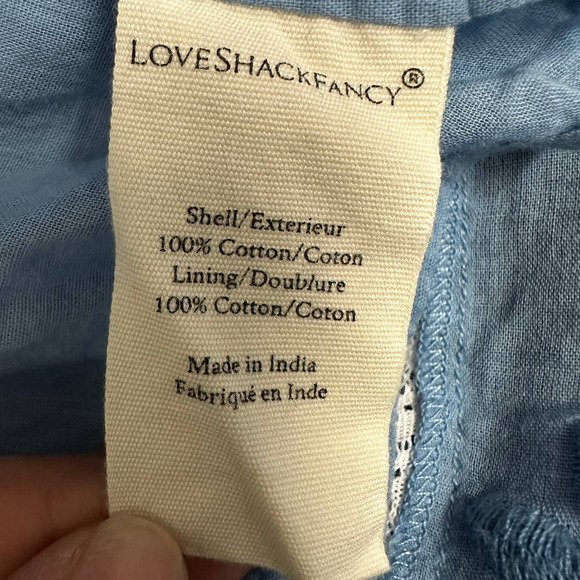 LOVESHACKFANCY®
Shell/Exterieur
100% Cotton/Coton
Lining/Doublure
100% Cotton/Coton
Made in India
Fabriqué en Inde